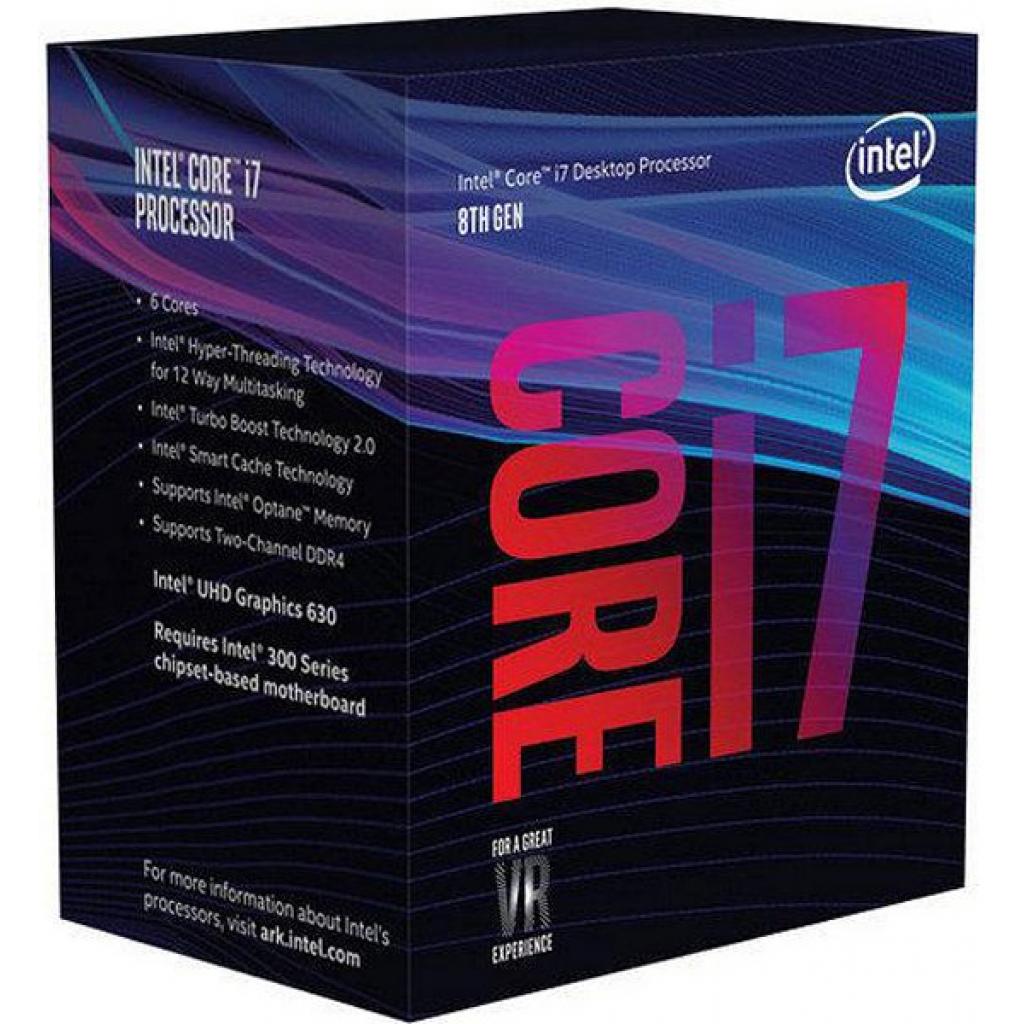 INTEL® CORE™ i7
PROCESSOR
• 6 Cores
• Intel® Hyper-Threading Technology
for 12 Way Multitasking
• Intel® Turbo Boost Technology 2.0
• Intel® Smart Cache Technology
• Supports Intel® Optane™ Memory
• Supports Two-Channel DDR4
Intel® UHD Graphics 630
Requires Intel® 300 Series
chipset-based motherboard
For more information about Intel's
processors, visit ark.intel.com
Intel® Core™ i7 Desktop Processor
8TH GEN
intel
CORE
i7
FOR A GREAT
VR
EXPERIENCE